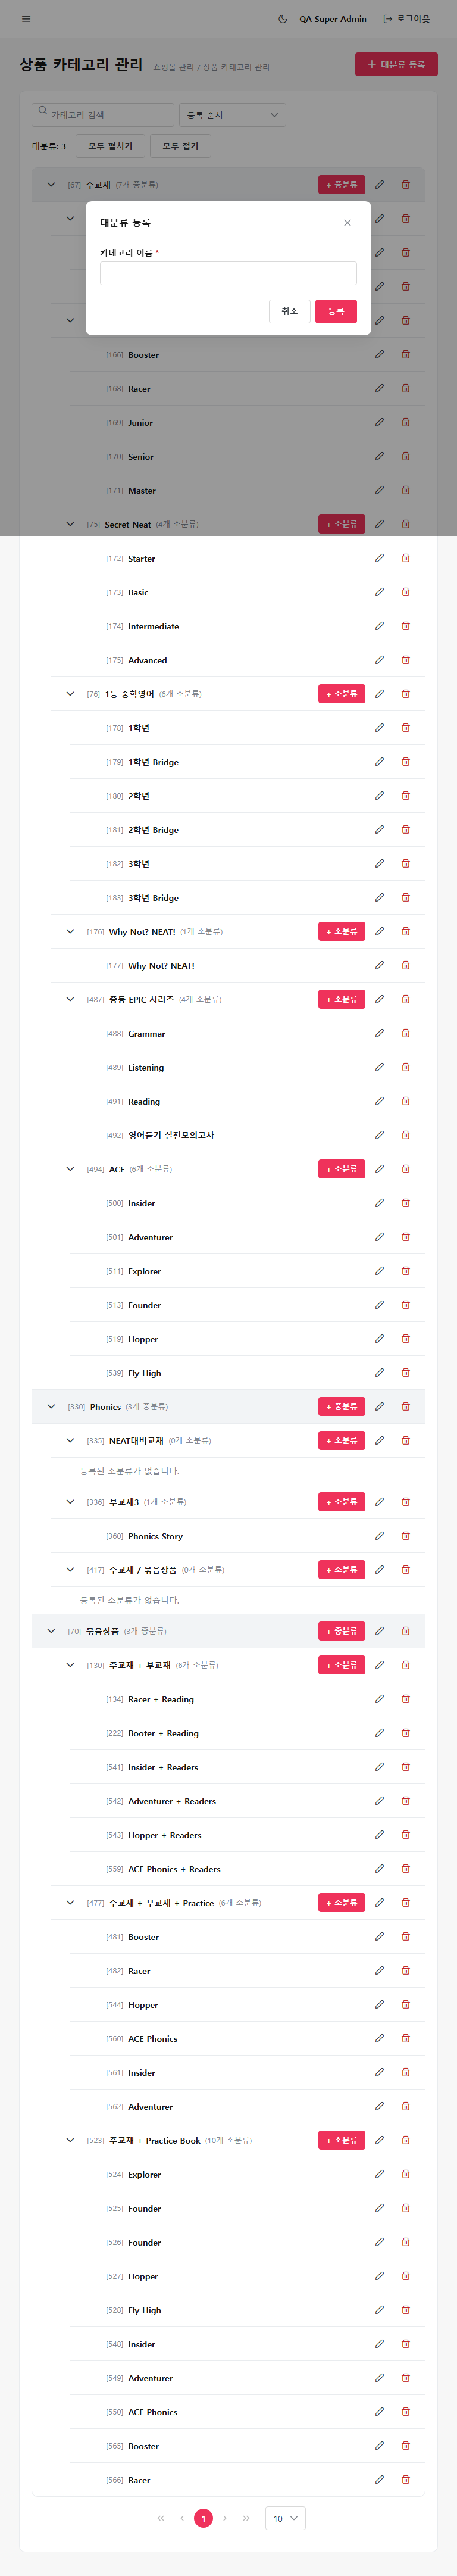 QA Super Admin 로그아웃
상품 카테고리 관리 쇼핑몰 관리 / 상품 카테고리 관리 + 대분류 등록
카테고리 검색 등록 순서
대분류: 3 모두 펼치기 모두 접기
[67] 주교재 (7개 중분류) + 중분류
대분류 등록
카테고리 이름 *
취소 등록
[166] Booster
[168] Racer
[169] Junior
[170] Senior
[171] Master
[75] Secret Neat (4개 소분류) + 소분류
[172] Starter
[173] Basic
[174] Intermediate
[175] Advanced
[76] 1등 중학영어 (6개 소분류) + 소분류
[178] 1학년
[179] 1학년 Bridge
[180] 2학년
[181] 2학년 Bridge
[182] 3학년
[183] 3학년 Bridge
[176] Why Not? NEAT! (1개 소분류) + 소분류
[177] Why Not? NEAT!
[487] 중등 EPIC 시리즈 (4개 소분류) + 소분류
[488] Grammar
[489] Listening
[491] Reading
[492] 영어듣기 실전모의고사
[494] ACE (6개 소분류) + 소분류
[500] Insider
[501] Adventurer
[511] Explorer
[513] Founder
[519] Hopper
[539] Fly High
[330] Phonics (3개 중분류) + 중분류
[335] NEAT대비교재 (0개 소분류) + 소분류
등록된 소분류가 없습니다.
[336] 부교재3 (1개 소분류) + 소분류
[360] Phonics Story
[417] 주교재 / 묶음상품 (0개 소분류) + 소분류
등록된 소분류가 없습니다.
[70] 묶음상품 (3개 중분류) + 중분류
[130] 주교재 + 부교재 (6개 소분류) + 소분류
[134] Racer + Reading
[222] Booter + Reading
[541] Insider + Readers
[542] Adventurer + Readers
[543] Hopper + Readers
[559] ACE Phonics + Readers
[477] 주교재 + 부교재 + Practice (6개 소분류) + 소분류
[481] Booster
[482] Racer
[544] Hopper
[560] ACE Phonics
[561] Insider
[562] Adventurer
[523] 주교재 + Practice Book (10개 소분류) + 소분류
[524] Explorer
[525] Founder
[526] Founder
[527] Hopper
[528] Fly High
[548] Insider
[549] Adventurer
[550] ACE Phonics
[565] Booster
[566] Racer
1 10